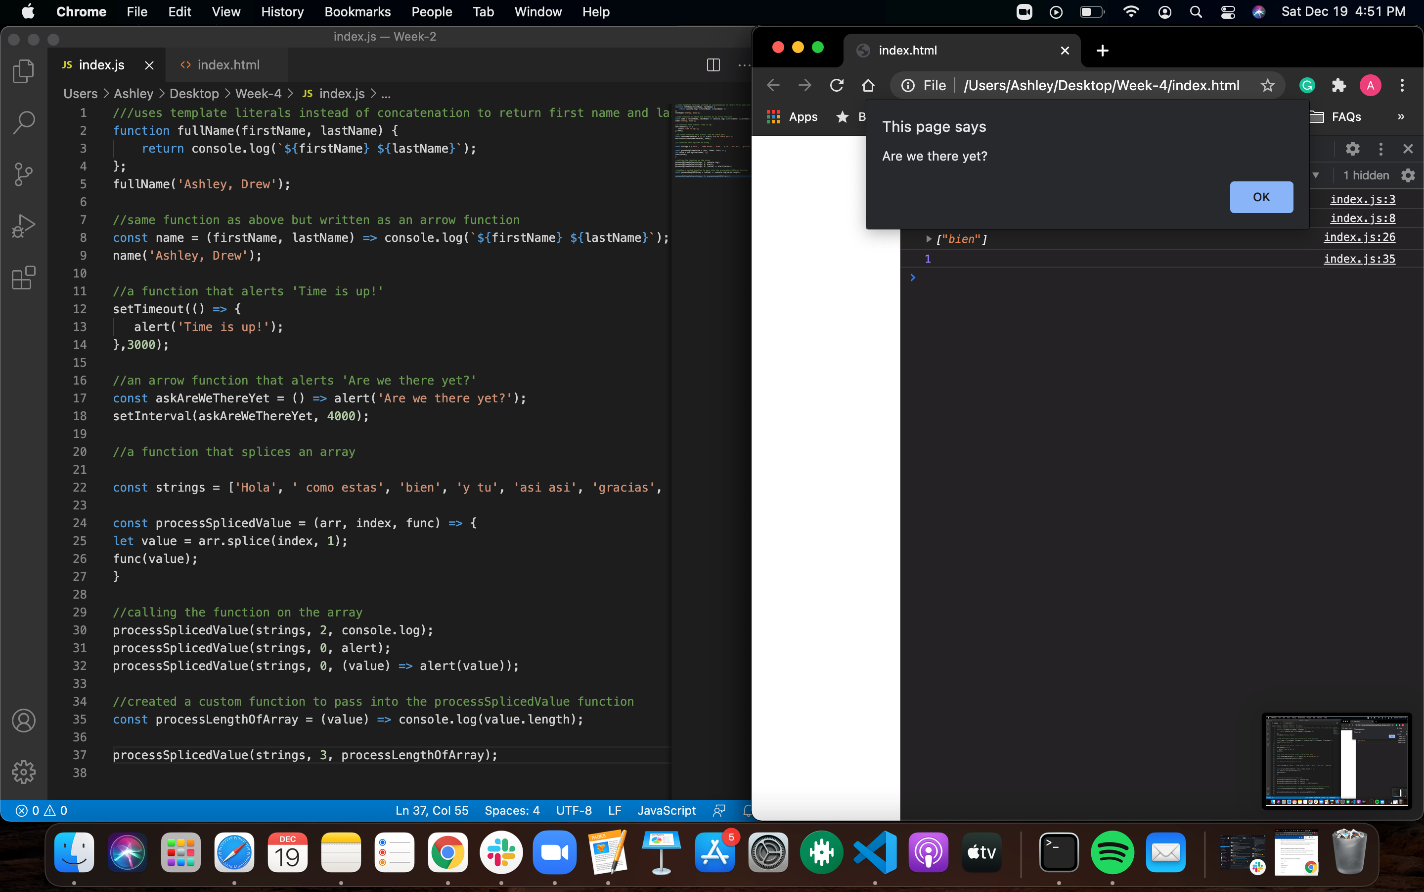 Chrome File Edit View History Bookmarks People Tab Window Help
Sat Dec 19 4:51 PM
index.js — Week-2
JS index.js × <> index.html
Users > Ashley > Desktop > Week-4 > JS index.js > ...
1 ///uses template literals instead of concatenation to return first name and la
2 function fullName(firstName, lastName) {
3 return console.log(`${firstName} ${lastName}`);
4 };
5 fullName('Ashley, Drew');
6
7 //same function as above but written as an arrow function
8 const name = (firstName, lastName) => console.log(`${firstName} ${lastName}`);
9 name('Ashley, Drew');
10
11 //a function that alerts 'Time is up!'
12 setTimeout(() => {
13 alert('Time is up!');
14 },3000);
15
16 //an arrow function that alerts 'Are we there yet?'
17 const askAreWeThereYet = () => alert('Are we there yet?');
18 setInterval(askAreWeThereYet, 4000);
19
20 //a function that splices an array
21
22 const strings = ['Hola', ' como estas', 'bien', 'y tu', 'asi asi', 'gracias',
23
24 const processSplicedValue = (arr, index, func) => {
25 let value = arr.splice(index, 1);
26 func(value);
27 }
28
29 //calling the function on the array
30 processSplicedValue(strings, 2, console.log);
31 processSplicedValue(strings, 0, alert);
32 processSplicedValue(strings, 0, (value) => alert(value));
33
34 //created a custom function to pass into the processSplicedValue function
35 const processLengthOfArray = (value) => console.log(value.length);
36
37 processSplicedValue(strings, 3, processLengthOfArray);
38
0 0 Ln 37, Col 55 Spaces: 4 UTF-8 LF JavaScript
index.html × +
File | /Users/Ashley/Desktop/Week-4/index.html A
Apps B FAQs »
This page says
Are we there yet?
OK
1 hidden
index.js:3
index.js:8
["bien"] index.js:26
1 index.js:35
>
DEC
19
5
>_
tv